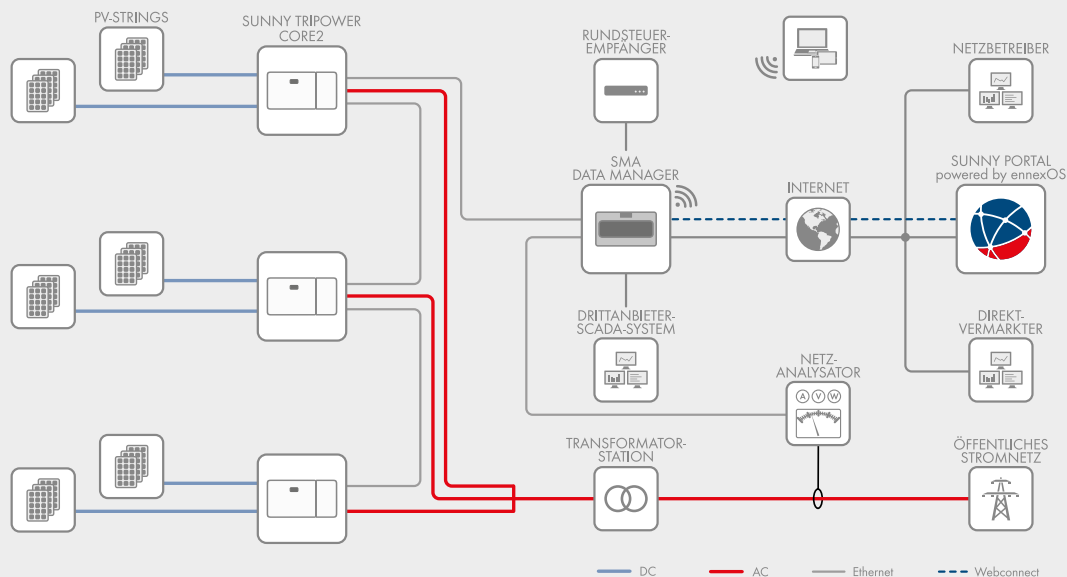 PV-STRINGS
SUNNY TRIPOWER
CORE2
RUNDSTEUER-
EMPFÄNGER
NETZBETREIBER
SMA
DATA MANAGER
INTERNET
SUNNY PORTAL
powered by ennexOS
DRITTANBIETER-
SCADA-SYSTEM
NETZ-
ANALYSATOR
A V W
DIREKT-
VERMARKTER
TRANSFORMATOR-
STATION
ÖFFENTLICHES
STROMNETZ
DC
AC
Ethernet
Webconnect